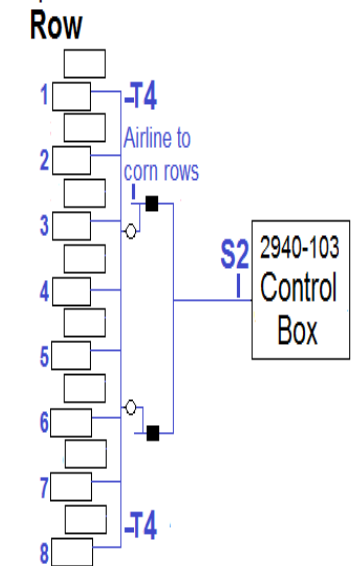 Row
1
-T4
Airline to
corn rows
2
3
S2
2940-103
Control
Box
4
5
6
7
-T4
8